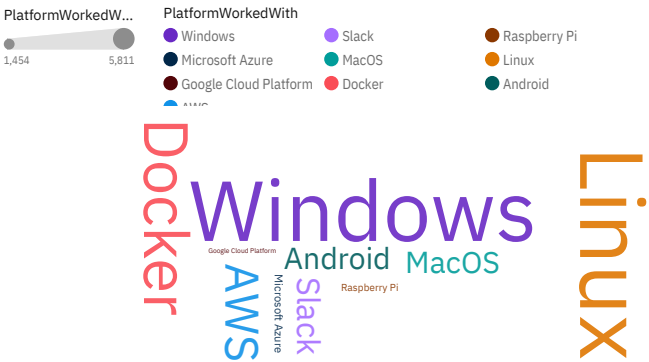 PlatformWorkedW...
1,454
5,811
PlatformWorkedWith
Windows
Slack
Raspberry Pi
Microsoft Azure
MacOS
Linux
Google Cloud Platform
Docker
Android
AWS
Docker
Windows
Linux
Google Cloud Platform
Android
MacOS
AWS
Microsoft Azure
Slack
Raspberry Pi